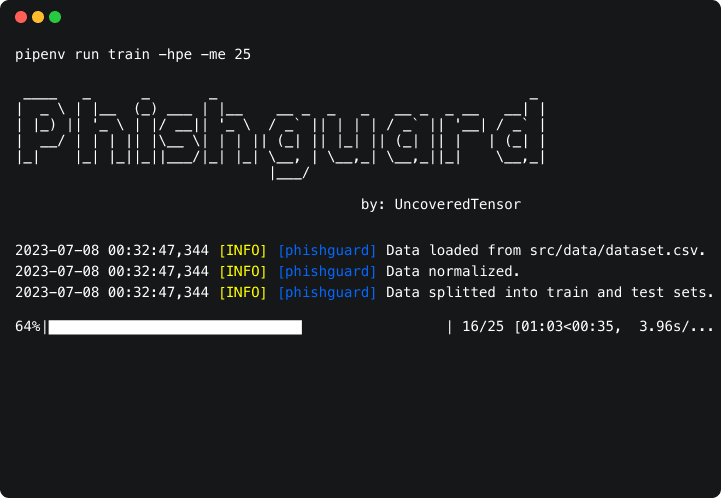 pipenv run train -hpe -me 25
Phishguard
by: UncoveredTensor
2023-07-08 00:32:47,344 [INFO] [phishguard] Data loaded from src/data/dataset.csv.
2023-07-08 00:32:47,344 [INFO] [phishguard] Data normalized.
2023-07-08 00:32:47,344 [INFO] [phishguard] Data splitted into train and test sets.
64%| | 16/25 [01:03<00:35, 3.96s/...